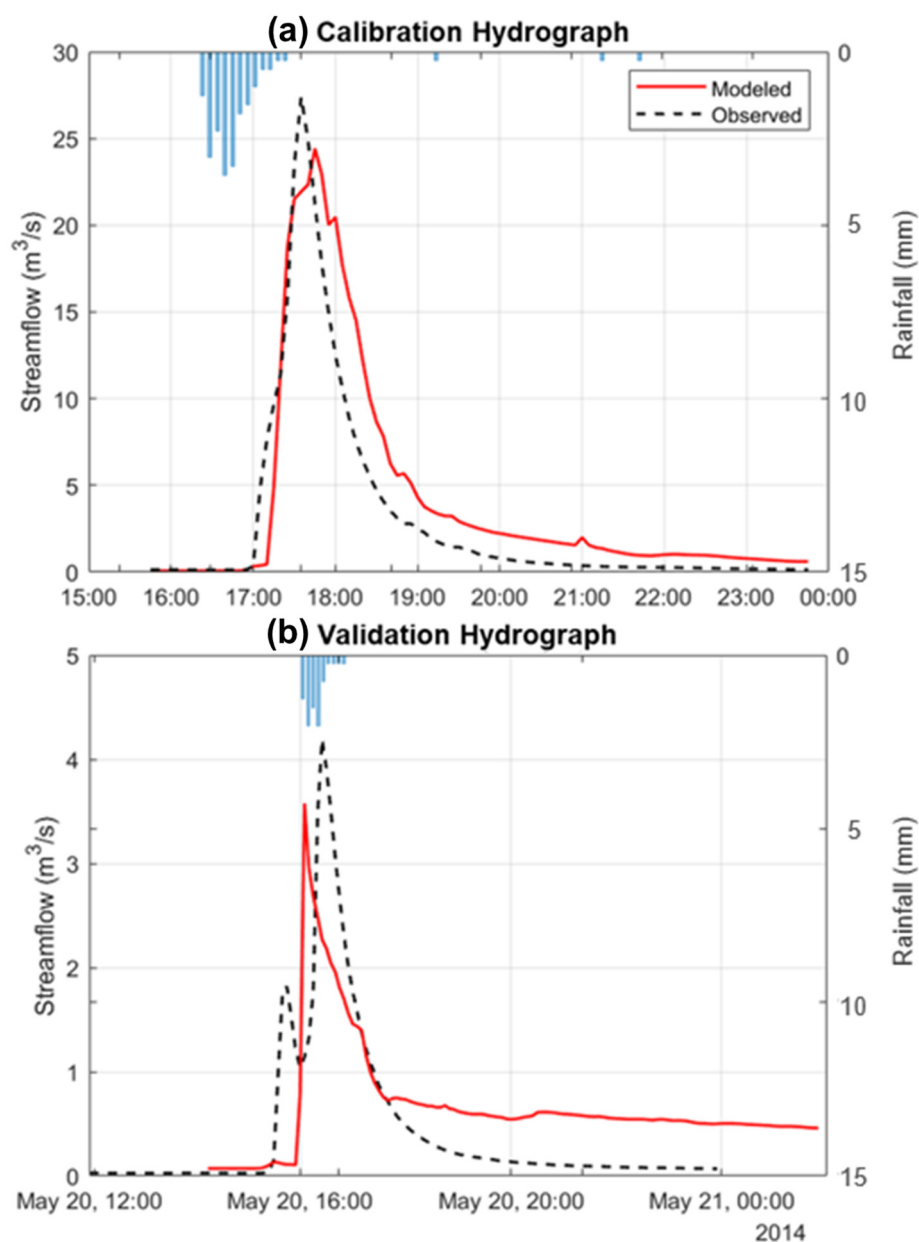 (a) Calibration Hydrograph
30
25
20
15
10
5
0
Streamflow (m³/s)
0
5
10
15
Rainfall (mm)
Modeled
Observed
15:00 16:00 17:00 18:00 19:00 20:00 21:00 22:00 23:00 00:00
(b) Validation Hydrograph
5
4
3
2
1
0
Streamflow (m³/s)
0
5
10
15
Rainfall (mm)
May 20, 12:00 May 20, 16:00 May 20, 20:00 May 21, 00:00
2014